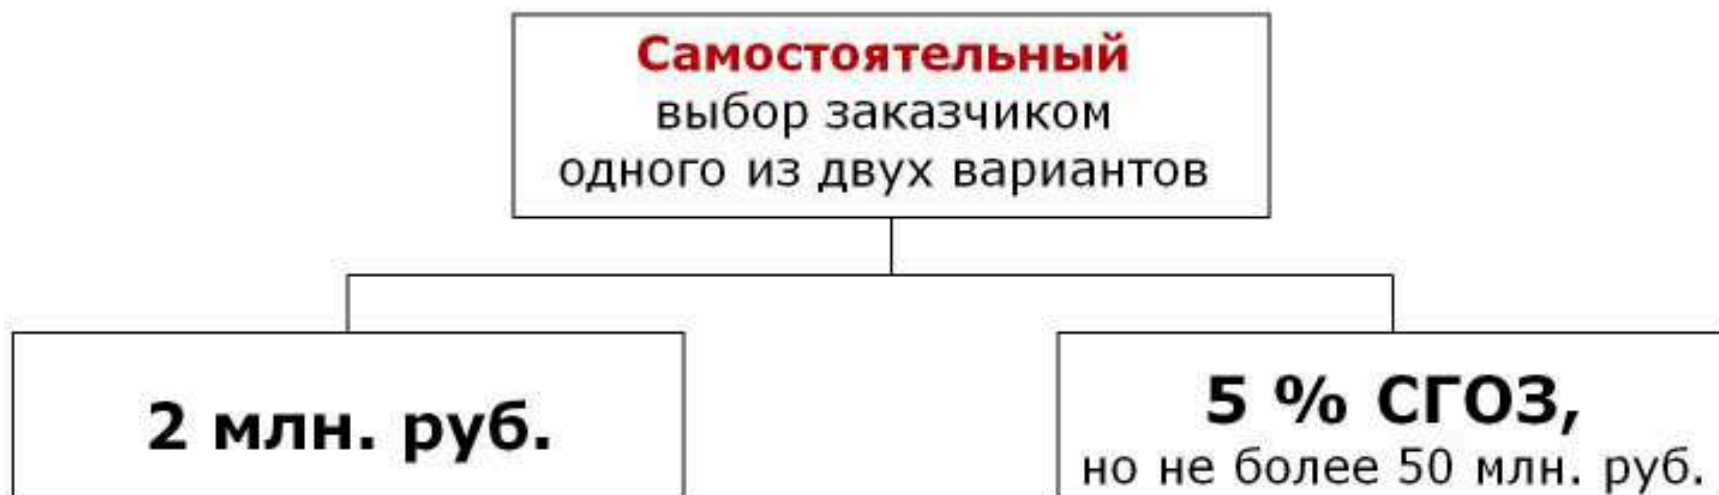 Самостоятельный
выбор заказчиком
одного из двух вариантов
2 млн. руб.
5 % СГОЗ,
но не более 50 млн. руб.